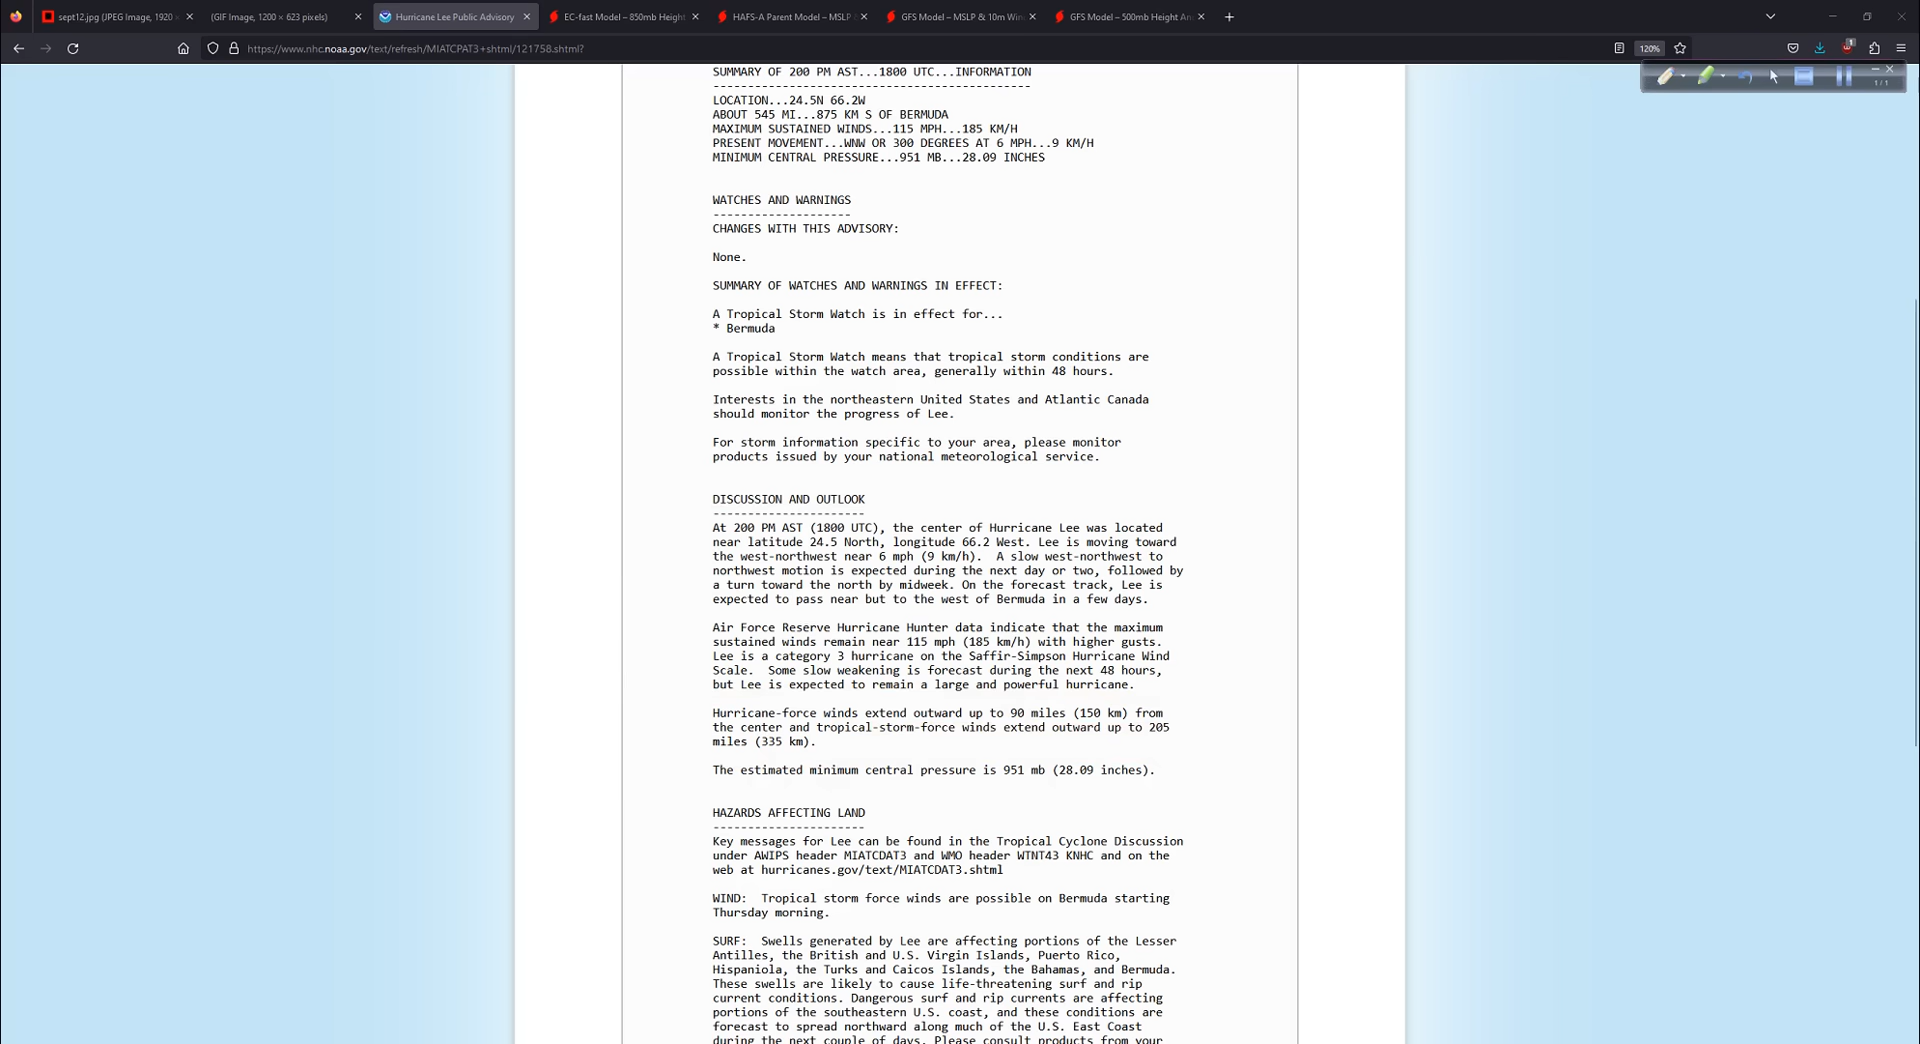 sept12.jpg (JPEG Image, 1920 ×
(GIF Image, 1200 × 623 pixels)
Hurricane Lee Public Advisory
EC-fast Model – 850mb Height
HAFS-A Parent Model – MSLP
GFS Model – MSLP & 10m Win
GFS Model – 500mb Height An
https://www.nhc.noaa.gov/text/refresh/MIATCPAT3+shtml/121758.shtml?
120%
1
1/1
SUMMARY OF 200 PM AST...1800 UTC...INFORMATION
----------------------------------------------
LOCATION...24.5N 66.2W
ABOUT 545 MI...875 KM S OF BERMUDA
MAXIMUM SUSTAINED WINDS...115 MPH...185 KM/H
PRESENT MOVEMENT...WNW OR 300 DEGREES AT 6 MPH...9 KM/H
MINIMUM CENTRAL PRESSURE...951 MB...28.09 INCHES
WATCHES AND WARNINGS
--------------------
CHANGES WITH THIS ADVISORY:
None.
SUMMARY OF WATCHES AND WARNINGS IN EFFECT:
A Tropical Storm Watch is in effect for...
* Bermuda
A Tropical Storm Watch means that tropical storm conditions are
possible within the watch area, generally within 48 hours.
Interests in the northeastern United States and Atlantic Canada
should monitor the progress of Lee.
For storm information specific to your area, please monitor
products issued by your national meteorological service.
DISCUSSION AND OUTLOOK
----------------------
At 200 PM AST (1800 UTC), the center of Hurricane Lee was located
near latitude 24.5 North, longitude 66.2 West. Lee is moving toward
the west-northwest near 6 mph (9 km/h).  A slow west-northwest to
northwest motion is expected during the next day or two, followed by
a turn toward the north by midweek. On the forecast track, Lee is
expected to pass near but to the west of Bermuda in a few days.
Air Force Reserve Hurricane Hunter data indicate that the maximum
sustained winds remain near 115 mph (185 km/h) with higher gusts.
Lee is a category 3 hurricane on the Saffir-Simpson Hurricane Wind
Scale.  Some slow weakening is forecast during the next 48 hours,
but Lee is expected to remain a large and powerful hurricane.
Hurricane-force winds extend outward up to 90 miles (150 km) from
the center and tropical-storm-force winds extend outward up to 205
miles (335 km).
The estimated minimum central pressure is 951 mb (28.09 inches).
HAZARDS AFFECTING LAND
----------------------
Key messages for Lee can be found in the Tropical Cyclone Discussion
under AWIPS header MIATCDAT3 and WMO header WTNT43 KNHC and on the
web at hurricanes.gov/text/MIATCDAT3.shtml
WIND:  Tropical storm force winds are possible on Bermuda starting
Thursday morning.
SURF:  Swells generated by Lee are affecting portions of the Lesser
Antilles, the British and U.S. Virgin Islands, Puerto Rico,
Hispaniola, the Turks and Caicos Islands, the Bahamas, and Bermuda.
These swells are likely to cause life-threatening surf and rip
current conditions. Dangerous surf and rip currents are affecting
portions of the southeastern U.S. coast, and these conditions are
forecast to spread northward along much of the U.S. East Coast
during the next couple of days. Please consult products from your